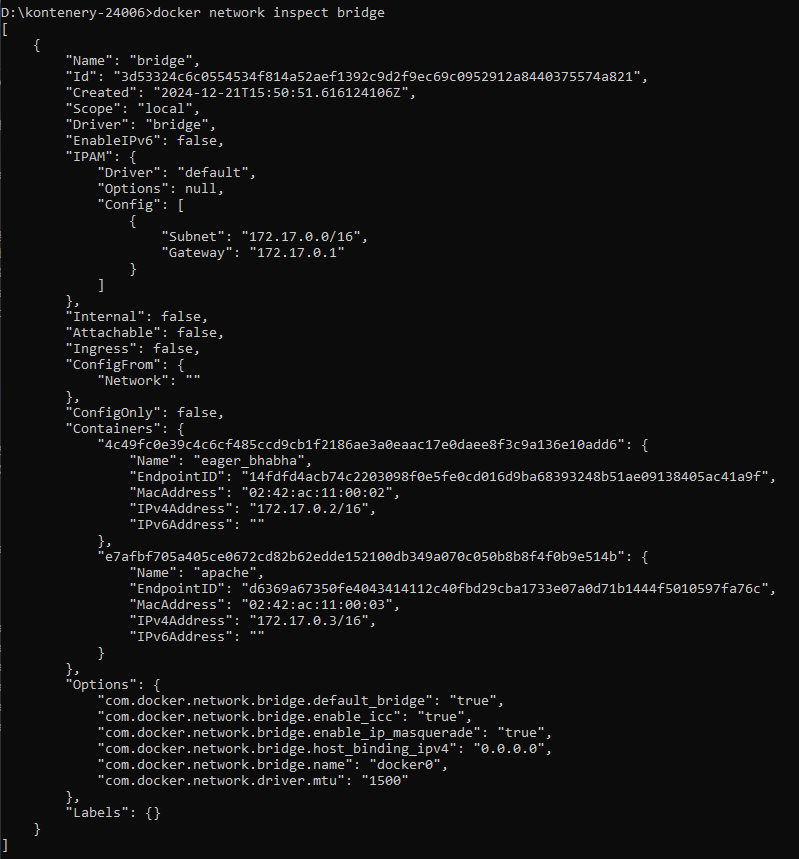 D:\kontenery-24006>docker network inspect bridge
[
    {
        "Name": "bridge",
        "Id": "3d53324c6c0554534f814a52aef1392c9d2f9ec69c0952912a8440375574a821",
        "Created": "2024-12-21T15:50:51.616124106Z",
        "Scope": "local",
        "Driver": "bridge",
        "EnableIPv6": false,
        "IPAM": {
            "Driver": "default",
            "Options": null,
            "Config": [
                {
                    "Subnet": "172.17.0.0/16",
                    "Gateway": "172.17.0.1"
                }
            ]
        },
        "Internal": false,
        "Attachable": false,
        "Ingress": false,
        "ConfigFrom": {
            "Network": ""
        },
        "ConfigOnly": false,
        "Containers": {
            "4c49fc0e39c4c6cf485ccd9cb1f2186ae3a0eaac17e0daee8f3c9a136e10add6": {
                "Name": "eager_bhabha",
                "EndpointID": "14fdfd4acb74c2203098f0e5fe0cd016d9ba68393248b51ae09138405ac41a9f",
                "MacAddress": "02:42:ac:11:00:02",
                "IPv4Address": "172.17.0.2/16",
                "IPv6Address": ""
            },
            "e7afbf705a405ce0672cd82b62edde152100db349a070c050b8b8f4f0b9e514b": {
                "Name": "apache",
                "EndpointID": "d6369a67350fe4043414112c40fbd29cba1733e07a0d71b1444f5010597fa76c",
                "MacAddress": "02:42:ac:11:00:03",
                "IPv4Address": "172.17.0.3/16",
                "IPv6Address": ""
            }
        },
        "Options": {
            "com.docker.network.bridge.default_bridge": "true",
            "com.docker.network.bridge.enable_icc": "true",
            "com.docker.network.bridge.enable_ip_masquerade": "true",
            "com.docker.network.bridge.host_binding_ipv4": "0.0.0.0",
            "com.docker.network.bridge.name": "docker0",
            "com.docker.network.driver.mtu": "1500"
        },
        "Labels": {}
    }
]